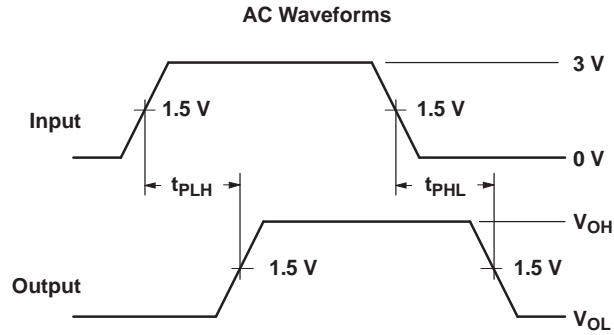 AC Waveforms
3 V
Input
1.5 V
1.5 V
0 V
tPLH
tPHL
VOH
Output
1.5 V
1.5 V
VOL